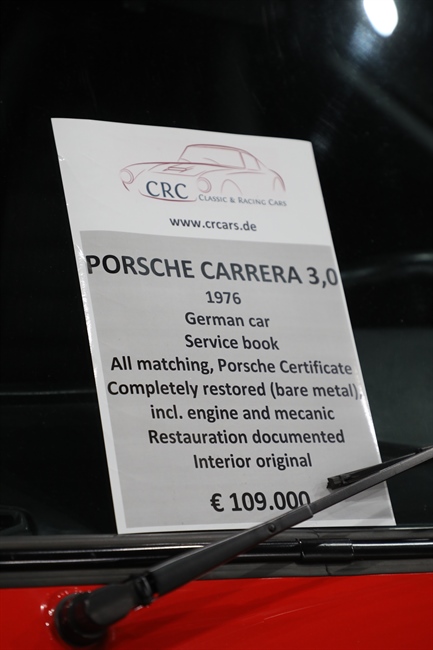 CRC CLASSIC & RACING CARS
www.crcars.de
PORSCHE CARRERA 3,0
1976
German car
Service book
All matching, Porsche Certificate
Completely restored (bare metal),
incl. engine and mecanic
Restauration documented
Interior original
€ 109.000